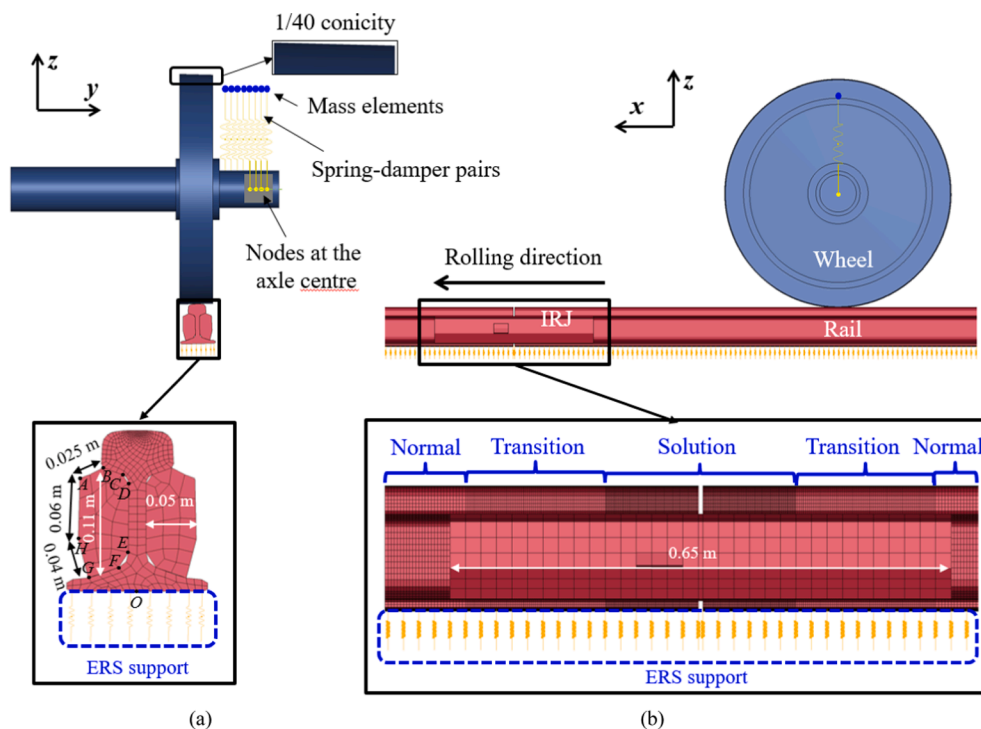 1/40 conicity
z
y
Mass elements
Spring-damper pairs
Nodes at the
axle centre
z
x
Rolling direction
Wheel
IRJ
Rail
0.025 m
A
B
C
D
0.06 m
0.11 m
0.05 m
H
E
F
G
0.04 m
O
ERS support
(a)
Normal
Transition
Solution
Transition
Normal
0.65 m
ERS support
(b)